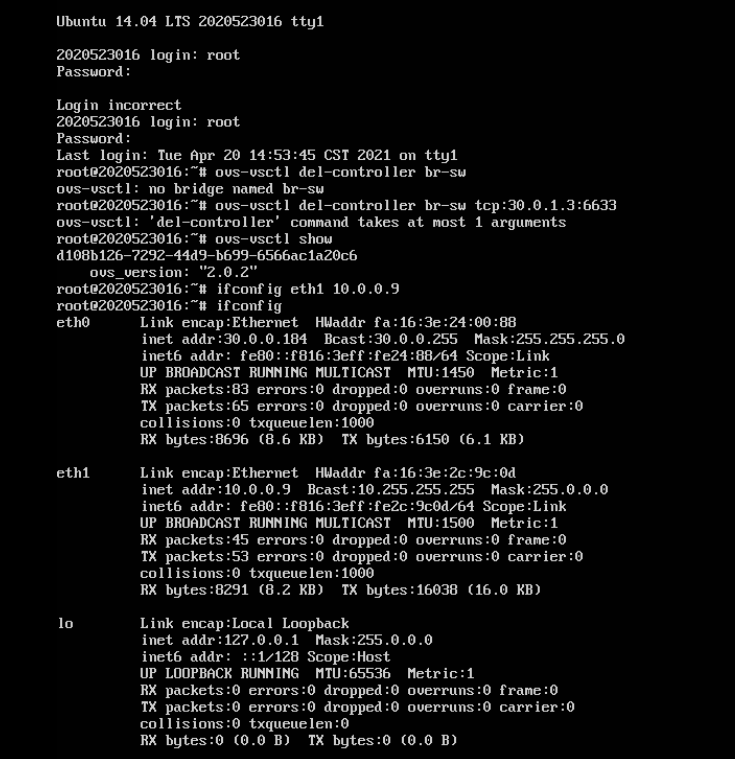 Ubuntu 14.04 LTS 2020523016 tty1
2020523016 login: root
Password:
Login incorrect
2020523016 login: root
Password:
Last login: Tue Apr 20 14:53:45 CST 2021 on tty1
root@2020523016:~# ovs-vsctl del-controller br-sw
ovs-vsctl: no bridge named br-sw
root@2020523016:~# ovs-vsctl del-controller br-sw tcp:30.0.1.3:6633
ovs-vsctl: 'del-controller' command takes at most 1 arguments
root@2020523016:~# ovs-vsctl show
d108b126-7292-44d9-b699-6566ac1a20c6
    ovs_version: "2.0.2"
root@2020523016:~# ifconfig eth1 10.0.0.9
root@2020523016:~# ifconfig
eth0      Link encap:Ethernet  HWaddr fa:16:3e:24:00:88
          inet addr:30.0.0.184  Bcast:30.0.0.255  Mask:255.255.255.0
          inet6 addr: fe80::f816:3eff:fe24:88/64 Scope:Link
          UP BROADCAST RUNNING MULTICAST  MTU:1450  Metric:1
          RX packets:83 errors:0 dropped:0 overruns:0 frame:0
          TX packets:65 errors:0 dropped:0 overruns:0 carrier:0
          collisions:0 txqueuelen:1000
          RX bytes:8696 (8.6 KB)  TX bytes:6150 (6.1 KB)
eth1      Link encap:Ethernet  HWaddr fa:16:3e:2c:9c:0d
          inet addr:10.0.0.9  Bcast:10.255.255.255  Mask:255.0.0.0
          inet6 addr: fe80::f816:3eff:fe2c:9c0d/64 Scope:Link
          UP BROADCAST RUNNING MULTICAST  MTU:1500  Metric:1
          RX packets:45 errors:0 dropped:0 overruns:0 frame:0
          TX packets:53 errors:0 dropped:0 overruns:0 carrier:0
          collisions:0 txqueuelen:1000
          RX bytes:8291 (8.2 KB)  TX bytes:16038 (16.0 KB)
lo        Link encap:Local Loopback
          inet addr:127.0.0.1  Mask:255.0.0.0
          inet6 addr: ::1/128 Scope:Host
          UP LOOPBACK RUNNING  MTU:65536  Metric:1
          RX packets:0 errors:0 dropped:0 overruns:0 frame:0
          TX packets:0 errors:0 dropped:0 overruns:0 carrier:0
          collisions:0 txqueuelen:0
          RX bytes:0 (0.0 B)  TX bytes:0 (0.0 B)